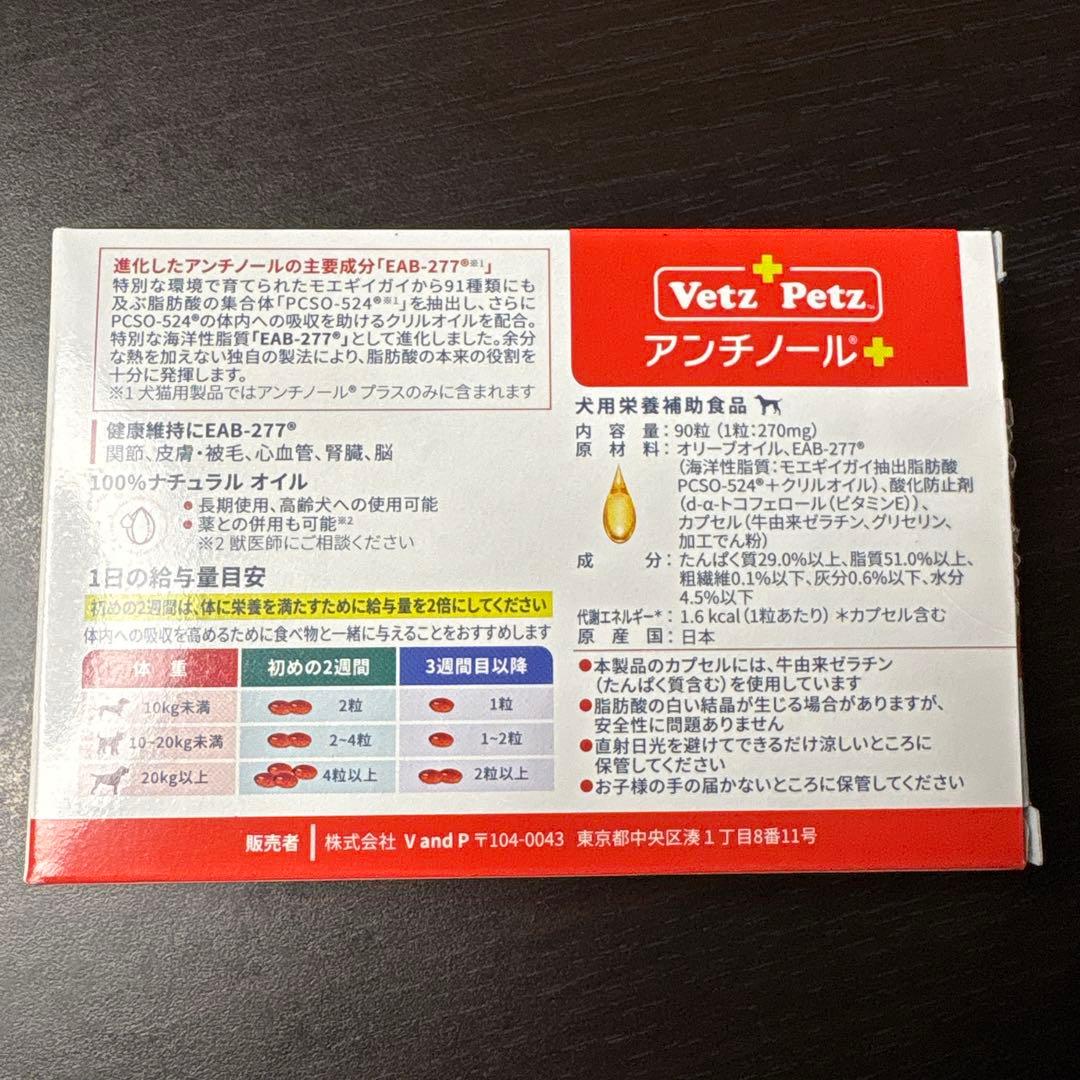 進化したアンチノールの主要成分「EAB-277®※1」
特別な環境で育てられたモエギイガイから91種類にも
及ぶ脂肪酸の集合体「PCSO-524®※1」を抽出し、さらに
PCSO-524®の体内への吸収を助けるクリルオイルを配合。
特別な海洋性脂質「EAB-277®」として進化しました。余分
な熱を加えない独自の製法により、脂肪酸の本来の役割を
十分に発揮します。
※1 犬猫用製品ではアンチノール® プラスのみに含まれます
健康維持にEAB-277®
関節、皮膚・被毛、心血管、腎臓、脳
100%ナチュラル オイル
●長期使用、高齢犬への使用可能
●薬との併用も可能※2
※2 獣医師にご相談ください
1日の給与量目安
初めの2週間は、体に栄養を満たすために給与量を2倍にしてください
体内への吸収を高めるために食べ物と一緒に与えることをおすすめします
体 重 初めの2週間 3週間目以降
10kg未満 2粒 1粒
10~20kg未満 2~4粒 1~2粒
20kg以上 4粒以上 2粒以上
Vetz Petz™
アンチノール®+
犬用栄養補助食品
内容量：90粒（1粒：270mg）
原材料：オリーブオイル、EAB-277®
（海洋性脂質：モエギイガイ抽出脂肪酸
PCSO-524®＋クリルオイル）、酸化防止剤
（d-α-トコフェロール（ビタミンE））、
カプセル（牛由来ゼラチン、グリセリン、
加工でん粉）
成分：たんぱく質29.0%以上、脂質51.0%以上、
粗繊維0.1%以下、灰分0.6%以下、水分
4.5%以下
代謝エネルギー*：1.6 kcal（1粒あたり）＊カプセル含む
原産国：日本
●本製品のカプセルには、牛由来ゼラチン
（たんぱく質含む）を使用しています
●脂肪酸の白い結晶が生じる場合がありますが、
安全性に問題ありません
●直射日光を避けてできるだけ涼しいところに
保管してください
●お子様の手の届かないところに保管してください
販売者 株式会社 V and P 〒104-0043 東京都中央区湊1丁目8番11号